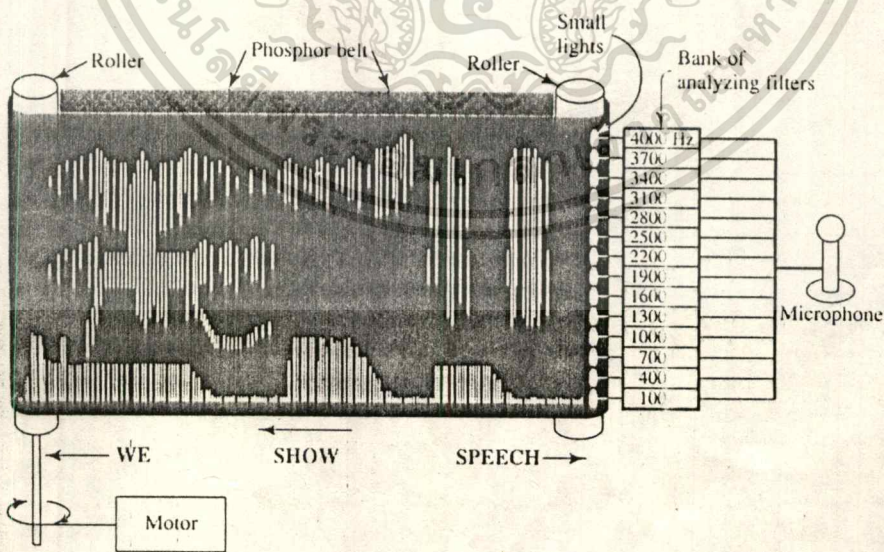 Small
lights
Roller
Phosphor belt
Roller
Bank of
analyzing filters
4000 Hz
3700
3400
3100
2800
2500
2200
1900
1600
1300
1000
700
400
100
Microphone
WE
SHOW
SPEECH
Motor